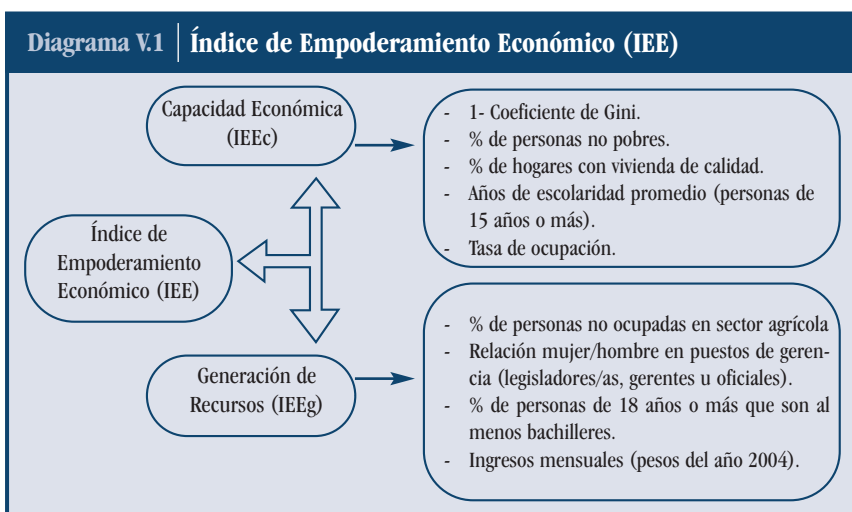 Diagrama V.1 Índice de Empoderamiento Económico (IEE)
Capacidad Económica
(IEEc)
- 1- Coeficiente de Gini.
- % de personas no pobres.
- % de hogares con vivienda de calidad.
- Años de escolaridad promedio (personas de
15 años o más).
- Tasa de ocupación.
Índice de
Empoderamiento
Económico (IEE)
Generación de
Recursos (IEEg)
- % de personas no ocupadas en sector agrícola
- Relación mujer/hombre en puestos de geren-
cia (legisladores/as, gerentes u oficiales).
- % de personas de 18 años o más que son al
menos bachilleres.
- Ingresos mensuales (pesos del año 2004).